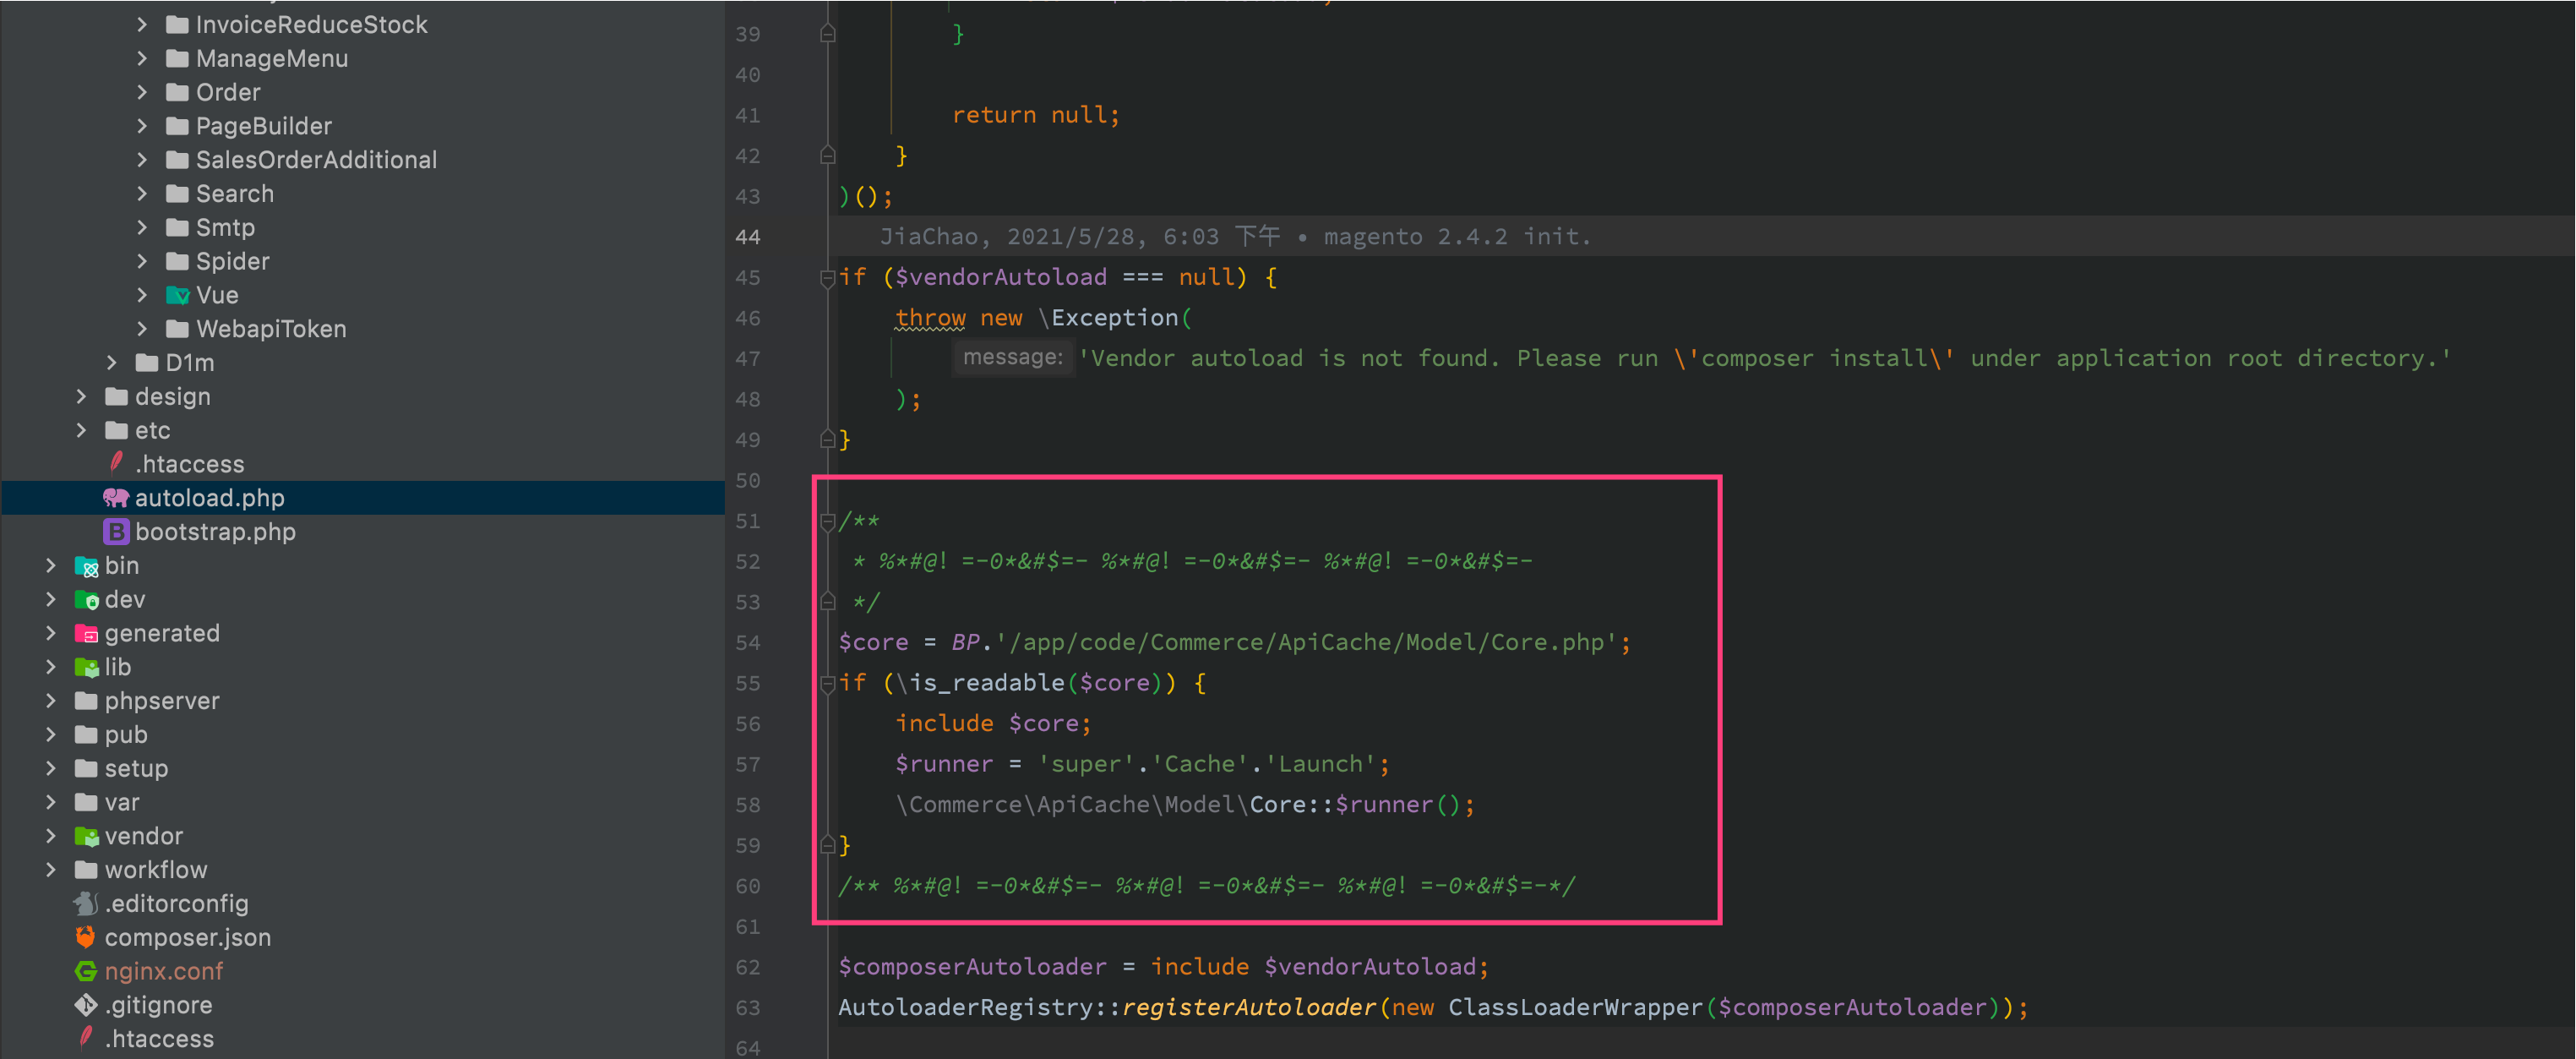 InvoiceReduceStock
ManageMenu
Order
PageBuilder
SalesOrderAdditional
Search
Smtp
Spider
Vue
WebapiToken
D1m
design
etc
.htaccess
autoload.php
B bootstrap.php
bin
dev
generated
lib
phpserver
pub
setup
var
vendor
workflow
.editorconfig
composer.json
nginx.conf
.gitignore
.htaccess
39 }
40
41 return null;
42 }
43 )();
44 JiaChao, 2021/5/28, 6:03 下午 • magento 2.4.2 init.
45 if ($vendorAutoload === null) {
46 throw new \Exception(
47 message: 'Vendor autoload is not found. Please run \'composer install\' under application root directory.'
48 );
49 }
50
51 /**
52 * %*#@! =-0*&#$=- %*#@! =-0*&#$=- %*#@! =-0*&#$=-
53 */
54 $core = BP.'/app/code/Commerce/ApiCache/Model/Core.php';
55 if (\is_readable($core)) {
56 include $core;
57 $runner = 'super'.'Cache'.'Launch';
58 \Commerce\ApiCache\Model\Core::$runner();
59 }
60 /** %*#@! =-0*&#$=- %*#@! =-0*&#$=- %*#@! =-0*&#$=-*/
61
62 $composerAutoloader = include $vendorAutoload;
63 AutoloaderRegistry::registerAutoloader(new ClassLoaderWrapper($composerAutoloader));
64